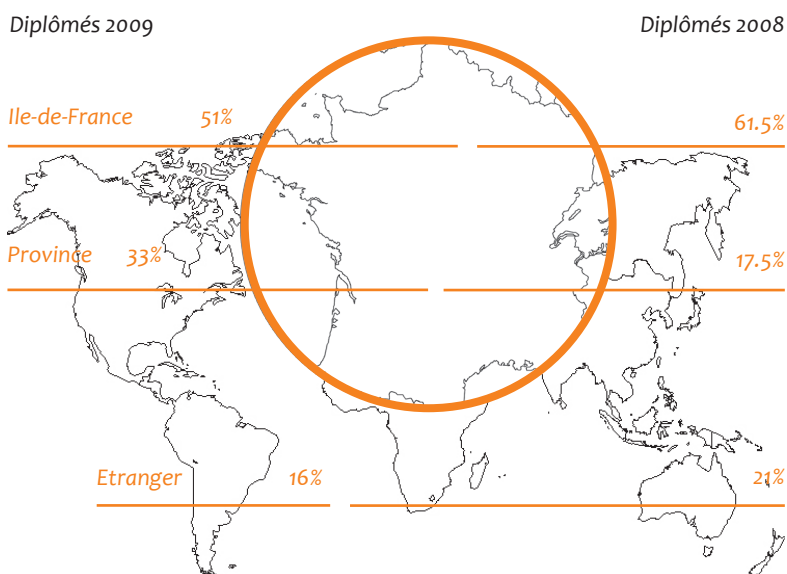 Diplômés 2009 Diplômés 2008
Ile-de-France 51% 61.5%
Province 33% 17.5%
Etranger 16% 21%